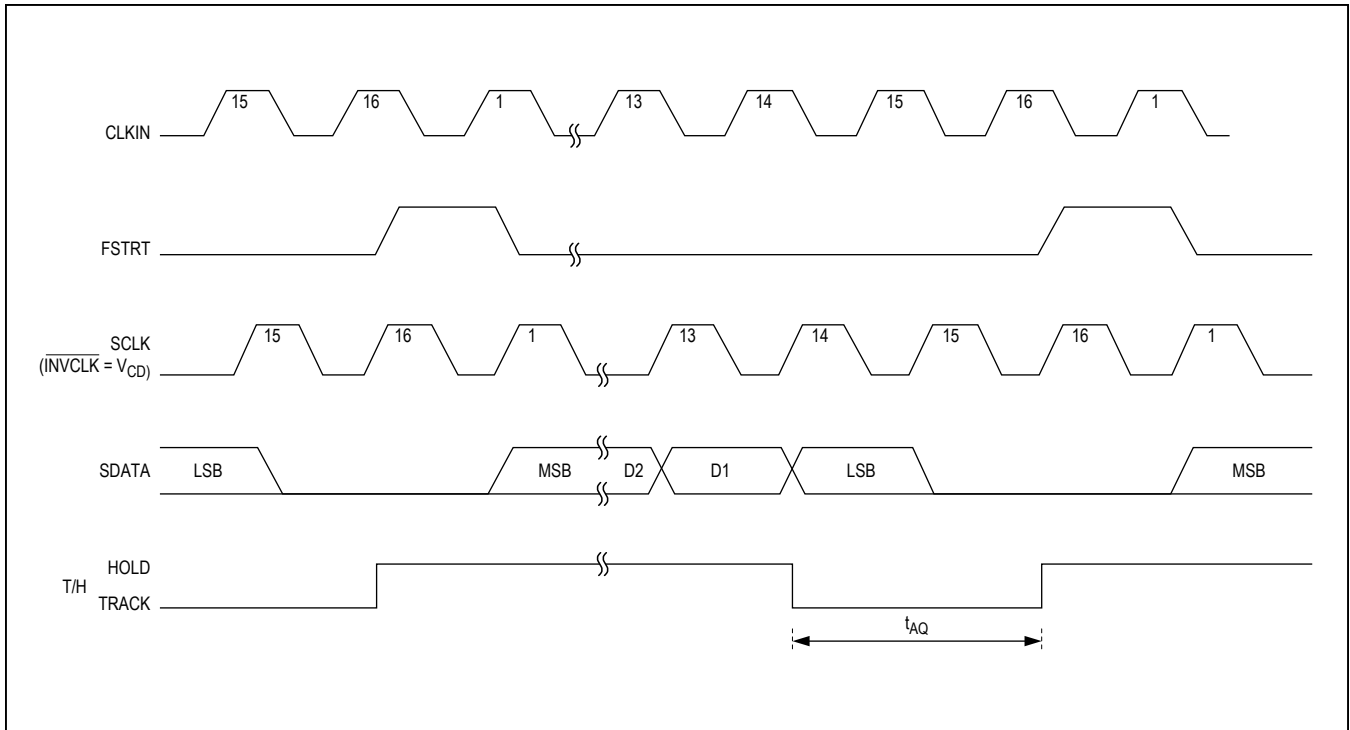 CLKIN 15 16 1 13 14 15 16 1
FSTRT
SCLK
(INVCLK = VCD)
15 16 1 13 14 15 16 1
SDATA LSB MSB D2 D1 LSB MSB
T/H
HOLD
TRACK
tAQ